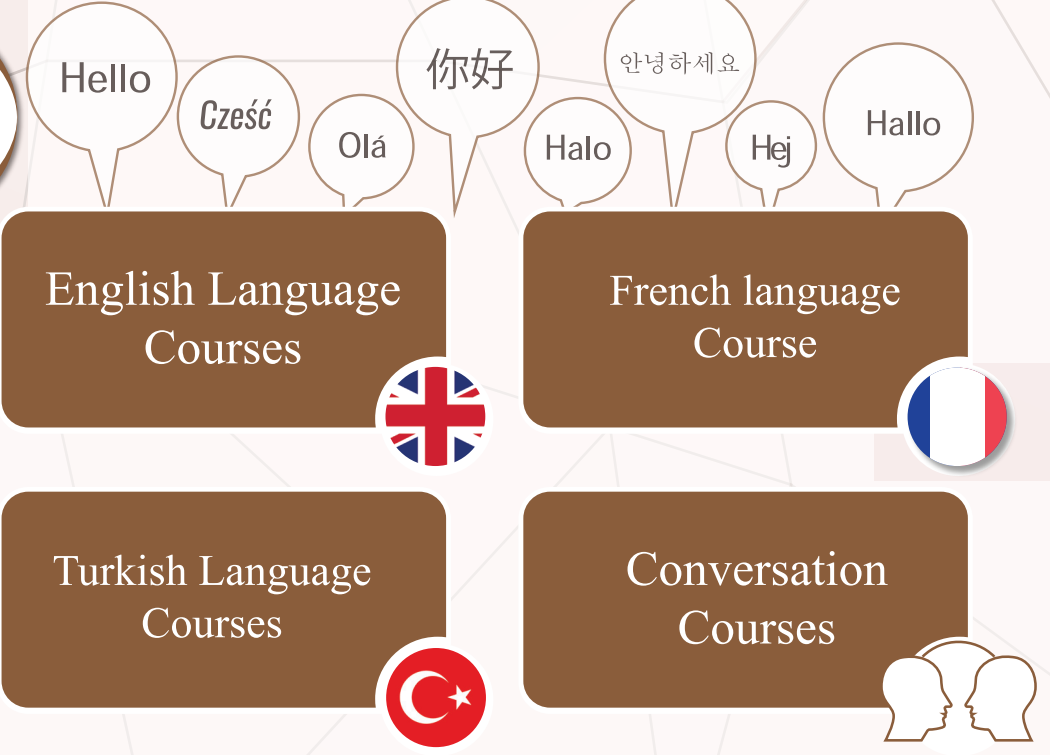 Hello
Cześć
Olá
你好
Halo
안녕하세요
Hej
Hallo
English Language
Courses
French language
Course
Turkish Language
Courses
Conversation
Courses